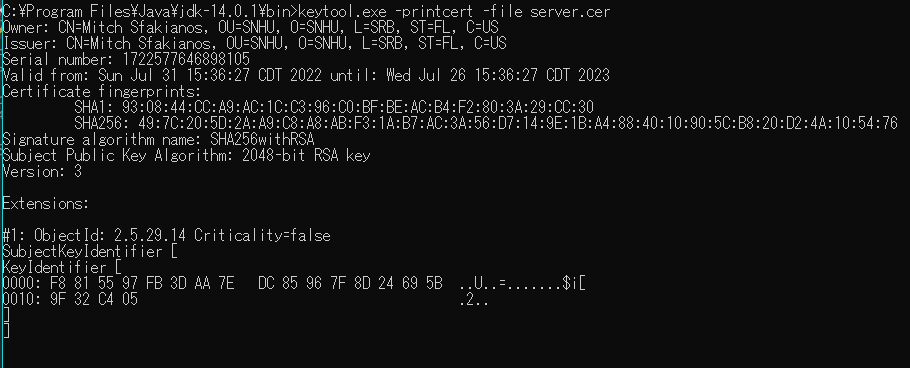 C:¥Program Files¥Java¥jdk-14.0.1¥bin>keytool.exe -printcert -file server.cer
Owner: CN=Mitch Sfakianos, OU=SNHU, O=SNHU, L=SRB, ST=FL, C=US
Issuer: CN=Mitch Sfakianos, OU=SNHU, O=SNHU, L=SRB, ST=FL, C=US
Serial number: 1722577646898105
Valid from: Sun Jul 31 15:36:27 CDT 2022 until: Wed Jul 26 15:36:27 CDT 2023
Certificate fingerprints:
SHA1: 93:08:44:CC:A9:AC:1C:C3:96:C0:BF:BE:AC:B4:F2:80:3A:29:CC:30
SHA256: 49:7C:20:5D:2A:A9:C8:A8:AB:F3:1A:B7:AC:3A:56:D7:14:9E:1B:A4:88:40:10:90:5C:B8:20:D2:4A:10:54:76
Signature algorithm name: SHA256withRSA
Subject Public Key Algorithm: 2048-bit RSA key
Version: 3
Extensions:
#1: ObjectId: 2.5.29.14 Criticality=false
SubjectKeyIdentifier [
KeyIdentifier [
0000: F8 81 55 97 FB 3D AA 7E   DC 85 96 7F 8D 24 69 5B  ..U..=.......$i[
0010: 9F 32 C4 05                                        .2..
]
]